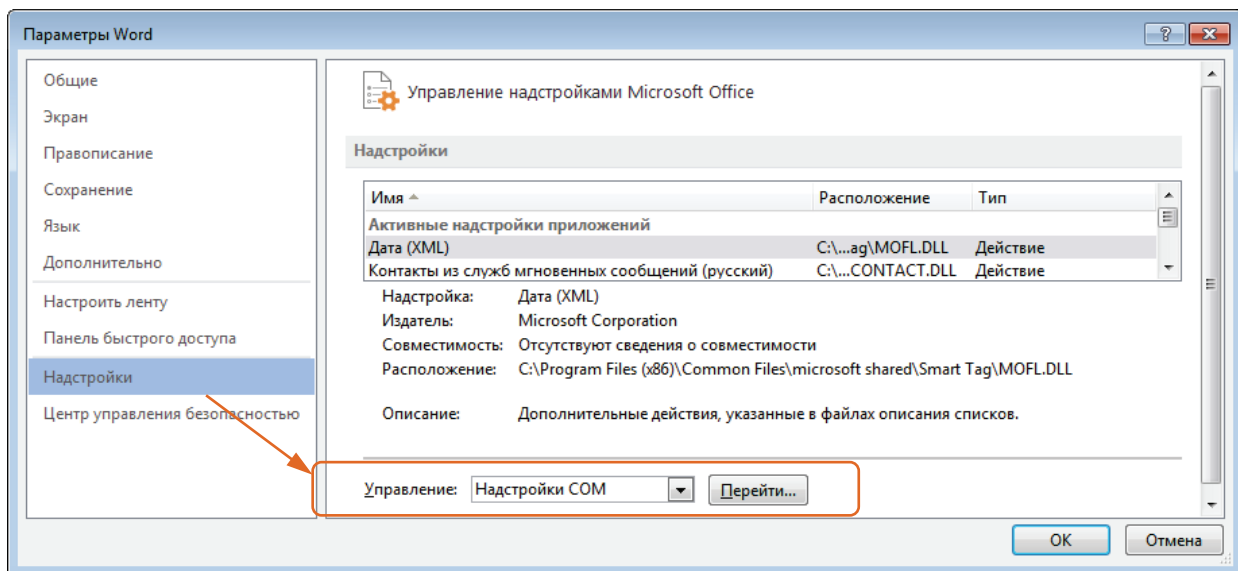 Параметры Word
Общие
Экран
Правописание
Сохранение
Язык
Дополнительно
Настроить ленту
Панель быстрого доступа
Надстройки
Центр управления безопасностью
Управление надстройками Microsoft Office
Надстройки
Имя Расположение Тип
Активные надстройки приложений
Дата (XML) C:\...ag\MOFL.DLL Действие
Контакты из служб мгновенных сообщений (русский) C:\...CONTACT.DLL Действие
Надстройка: Дата (XML)
Издатель: Microsoft Corporation
Совместимость: Отсутствуют сведения о совместимости
Расположение: C:\Program Files (x86)\Common Files\microsoft shared\Smart Tag\MOFL.DLL
Описание: Дополнительные действия, указанные в файлах описания списков.
Управление: Надстройки COM Перейти...
ОК Отмена